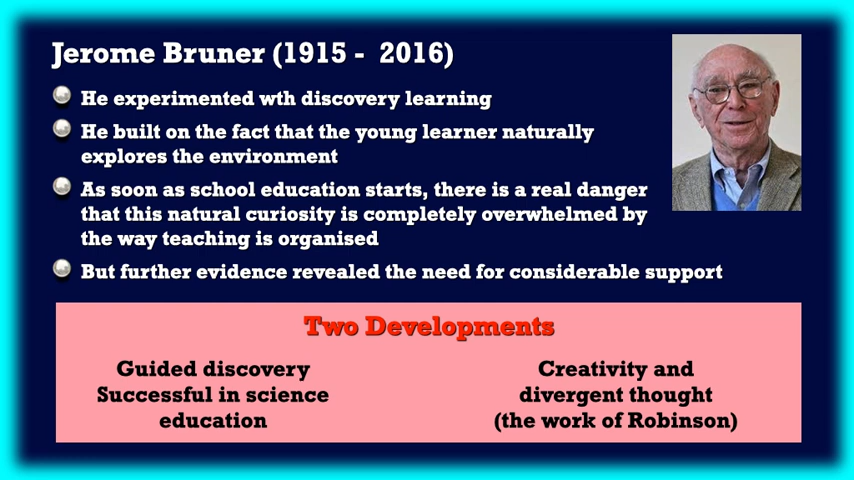 Jerome Bruner (1915 - 2016)
He experimented wth discovery learning
He built on the fact that the young learner naturally
explores the environment
As soon as school education starts, there is a real danger
that this natural curiosity is completely overwhelmed by
the way teaching is organised
But further evidence revealed the need for considerable support
Two Developments
Guided discovery
Successful in science
education
Creativity and
divergent thought
(the work of Robinson)